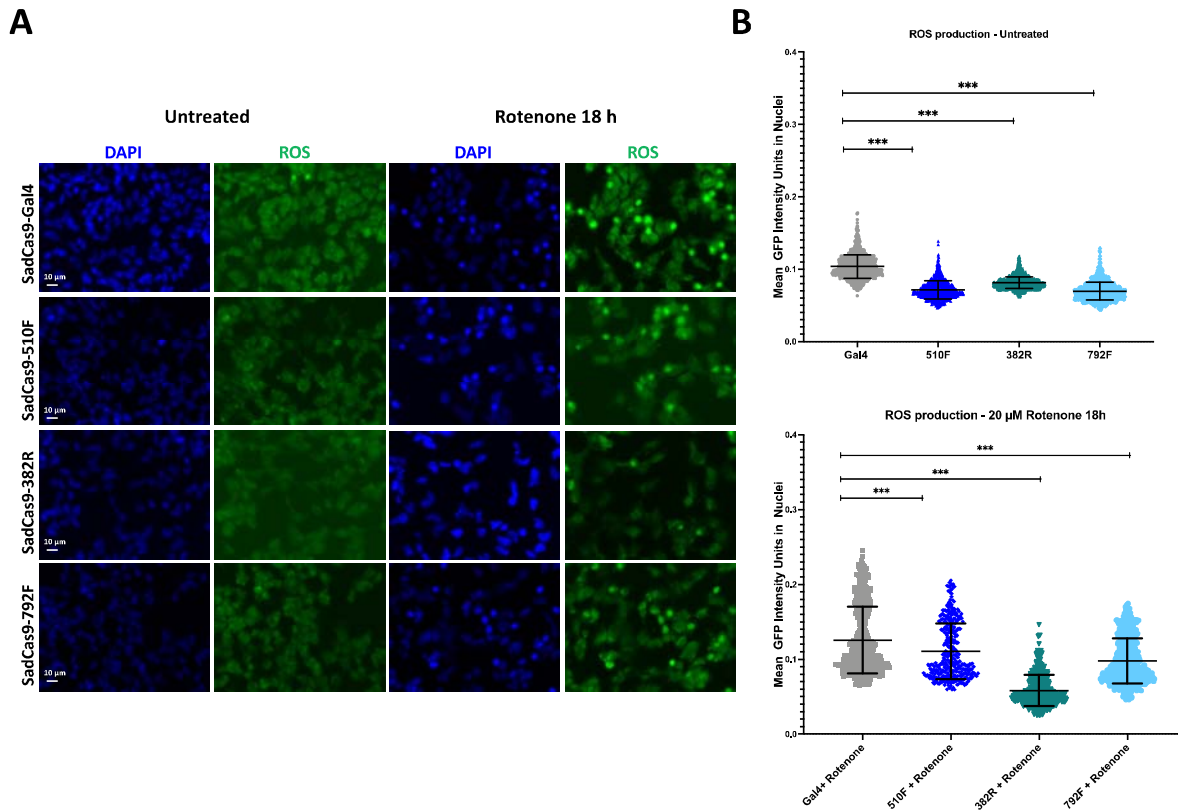 A
Untreated
Rotenone 18 h
DAPI
ROS
DAPI
ROS
SadCas9-Gal4
10 µm
SadCas9-510F
10 µm
SadCas9-382R
10 µm
SadCas9-792F
10 µm
B
ROS production - Untreated
Mean GFP Intensity Units in Nuclei
0.4
0.3
0.2
0.1
0.0
***
***
***
Gal4
510F
382R
792F
ROS production - 20 µM Rotenone 18h
Mean GFP Intensity Units in Nuclei
0.4
0.3
0.2
0.1
0.0
***
***
***
Gal4+ Rotenone
510F + Rotenone
382R + Rotenone
792F + Rotenone